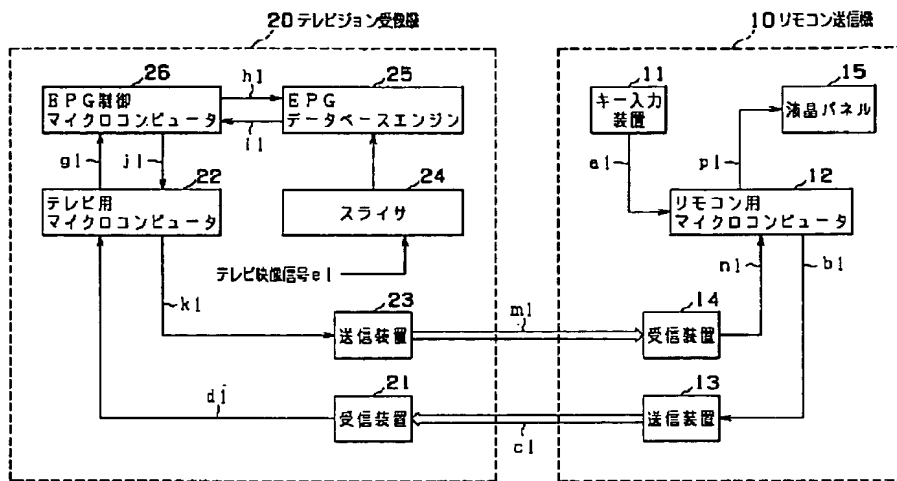 20 テレビジョン受像機
26
EPG制御
マイクロコンピュータ
h1
i1
25
EPG
データベースエンジン
g1
j1
22
テレビ用
マイクロコンピュータ
24
スライサ
テレビ映像信号e1
k1
23
送信装置
m1
21
受信装置
d1
c1
10 リモコン送信機
11
キー入力
装置
15
液晶パネル
a1
p1
12
リモコン用
マイクロコンピュータ
n1
b1
14
受信装置
13
送信装置